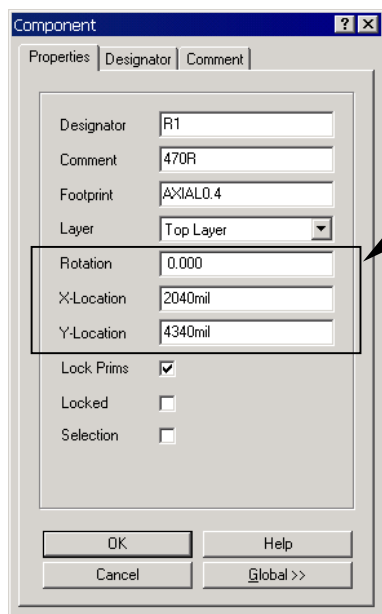 Component
Properties Designator Comment
Designator R1
Comment 470R
Footprint AXIAL0.4
Layer Top Layer
Rotation 0.000
X-Location 2040mil
Y-Location 4340mil
Lock Prims
Locked
Selection
OK Help
Cancel Global >>